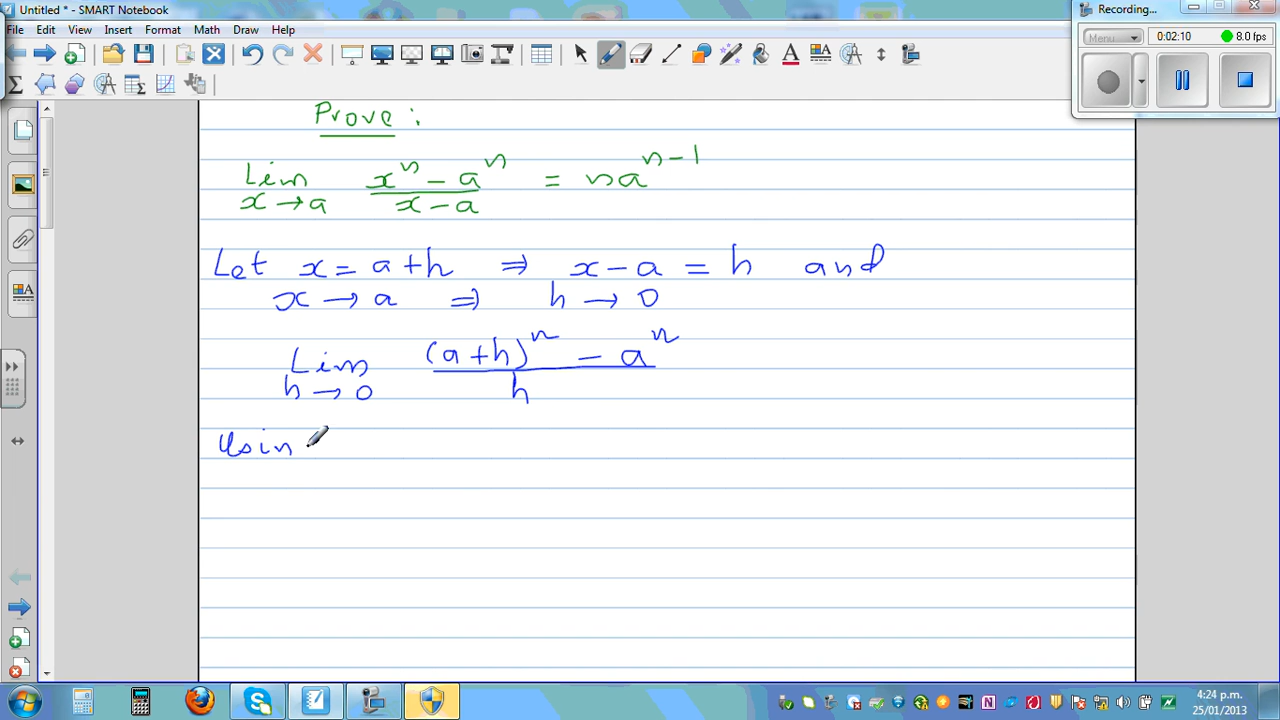 Untitled * - SMART Notebook
Recording...
File Edit View Insert Format Math Draw Help
Menu
0:02:10
8.0 fps
Prove :
Lim xⁿ - aⁿ = naⁿ⁻¹
x → a x - a
Let x = a + h ⇒ x - a = h and
x → a ⇒ h → 0
Lim (a + h)ⁿ - aⁿ
h → 0 h
Usin
4:24 p.m.
25/01/2013